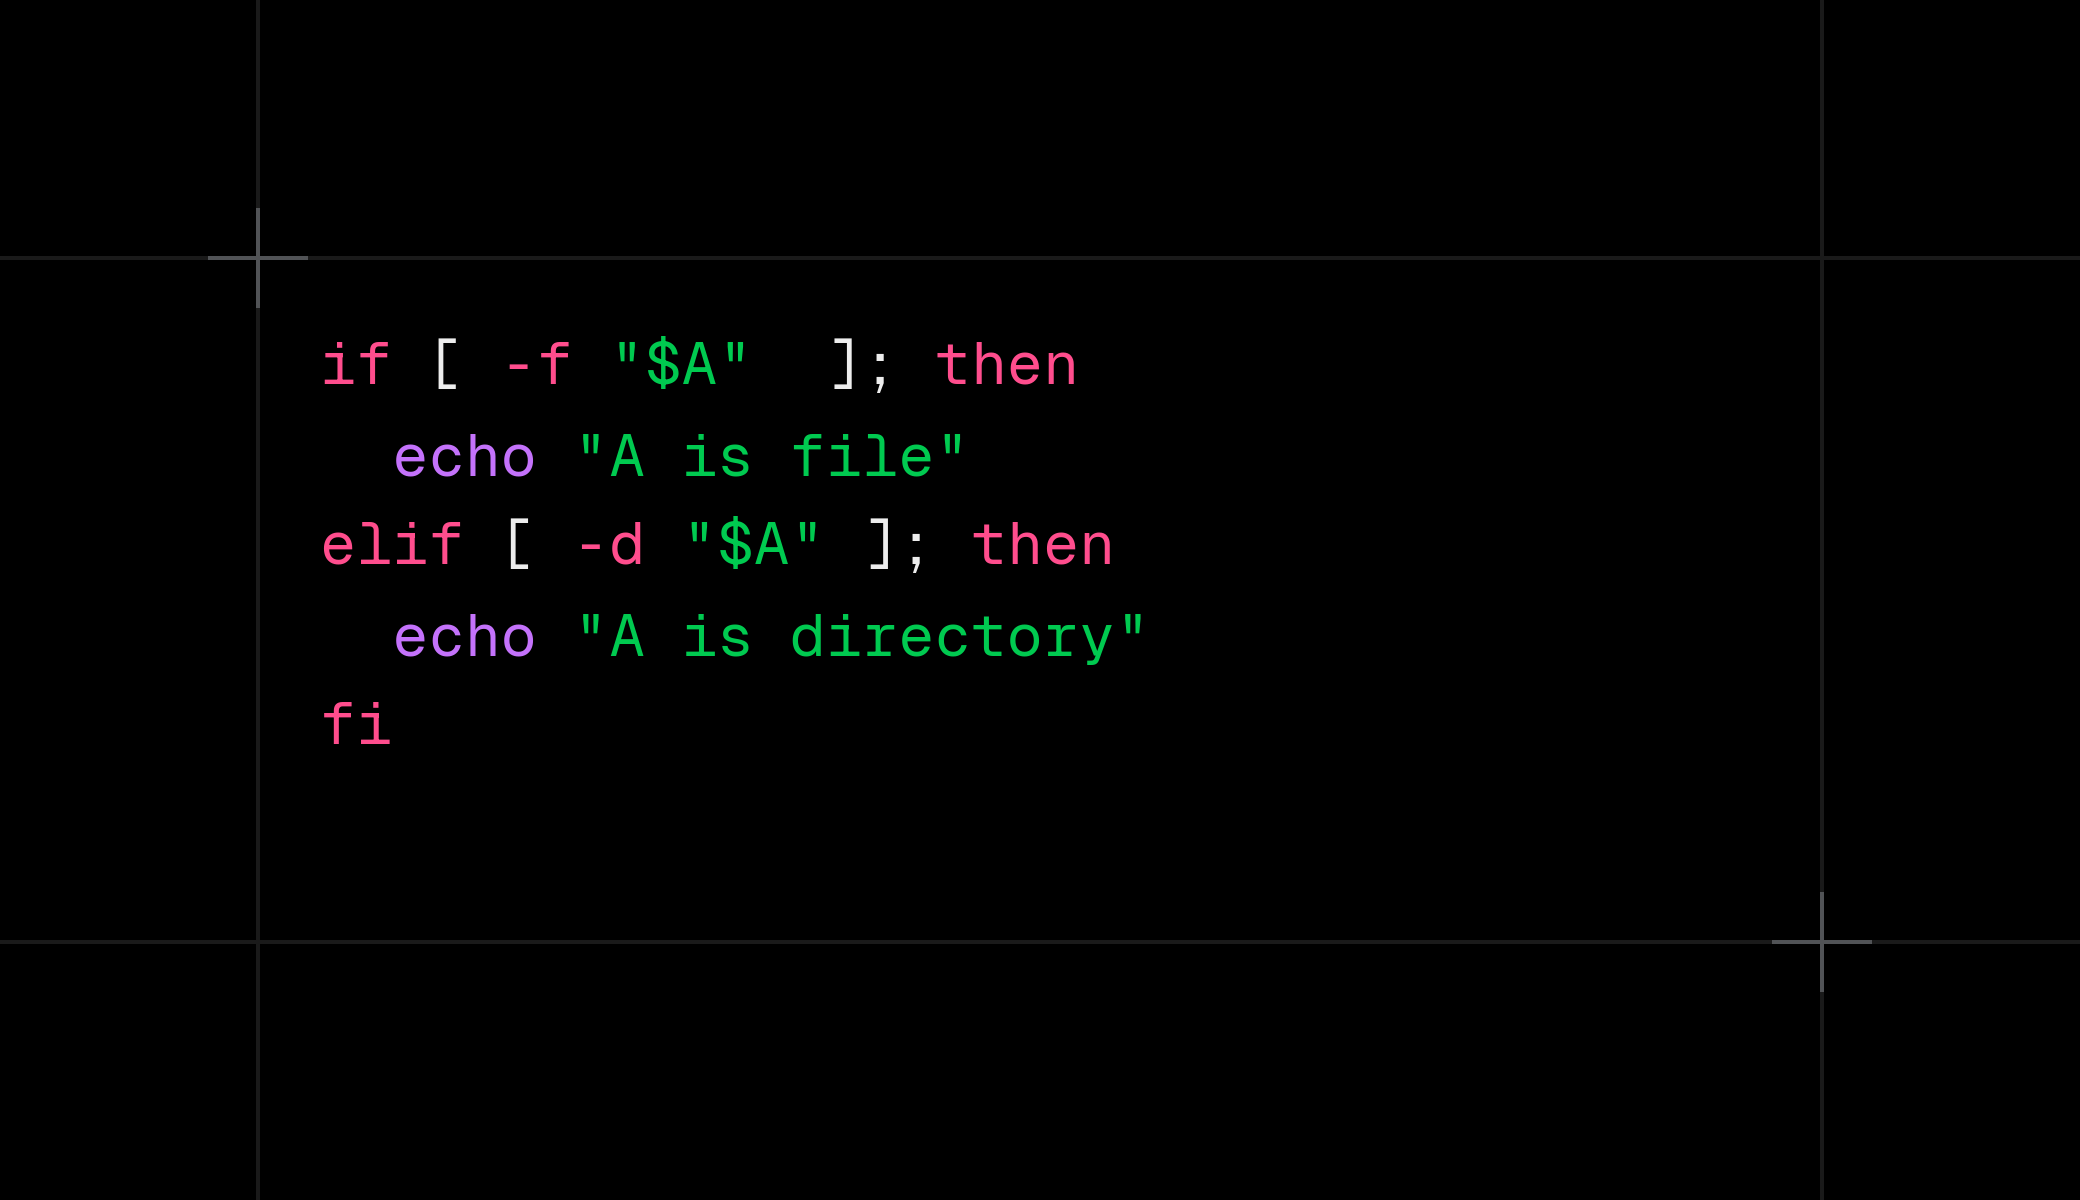 if [ -f "$A"  ]; then
  echo "A is file"
elif [ -d "$A" ]; then
  echo "A is directory"
fi